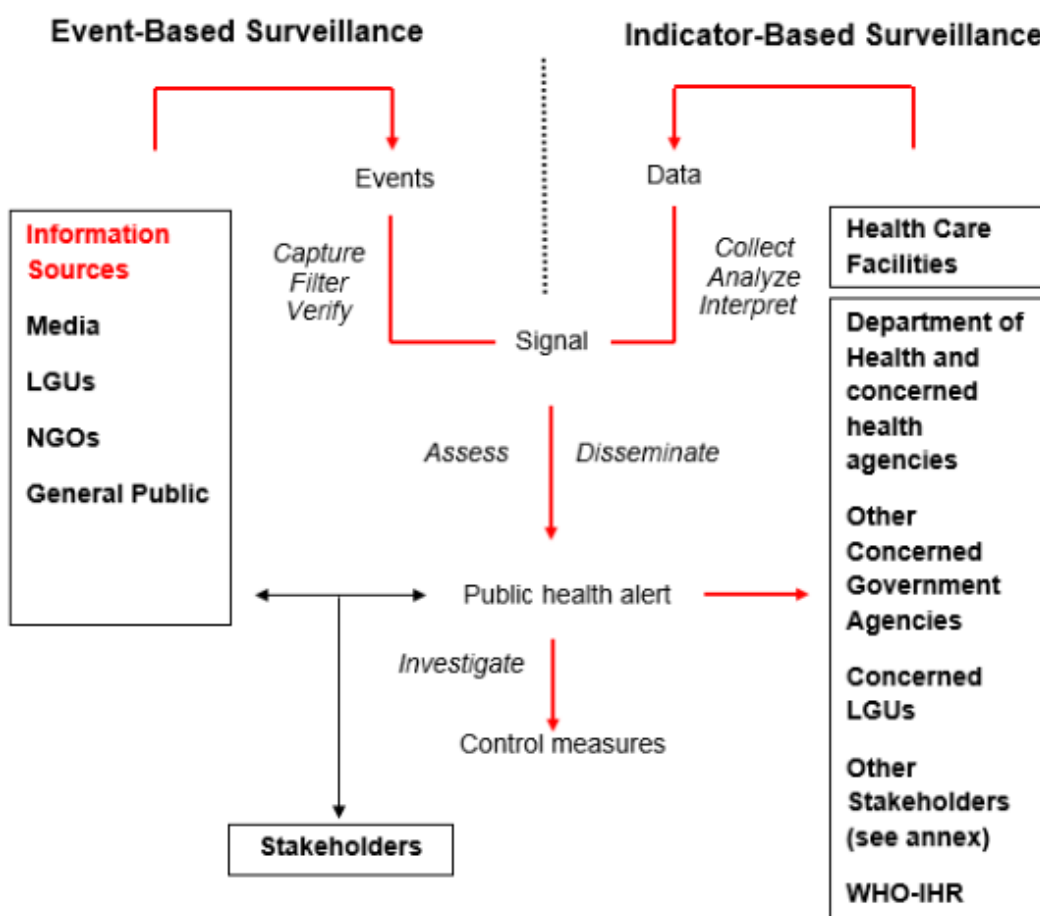 Event-Based Surveillance
Indicator-Based Surveillance
Events
Data
Information
Sources
Media
LGUs
NGOs
General Public
Capture
Filter
Verify
Collect
Analyze
Interpret
Health Care
Facilities
Signal
Department of
Health and
concerned
health
agencies
Other
Concerned
Government
Agencies
Concerned
LGUs
Other
Stakeholders
(see annex)
WHO-IHR
Assess
Disseminate
Public health alert
Investigate
Control measures
Stakeholders